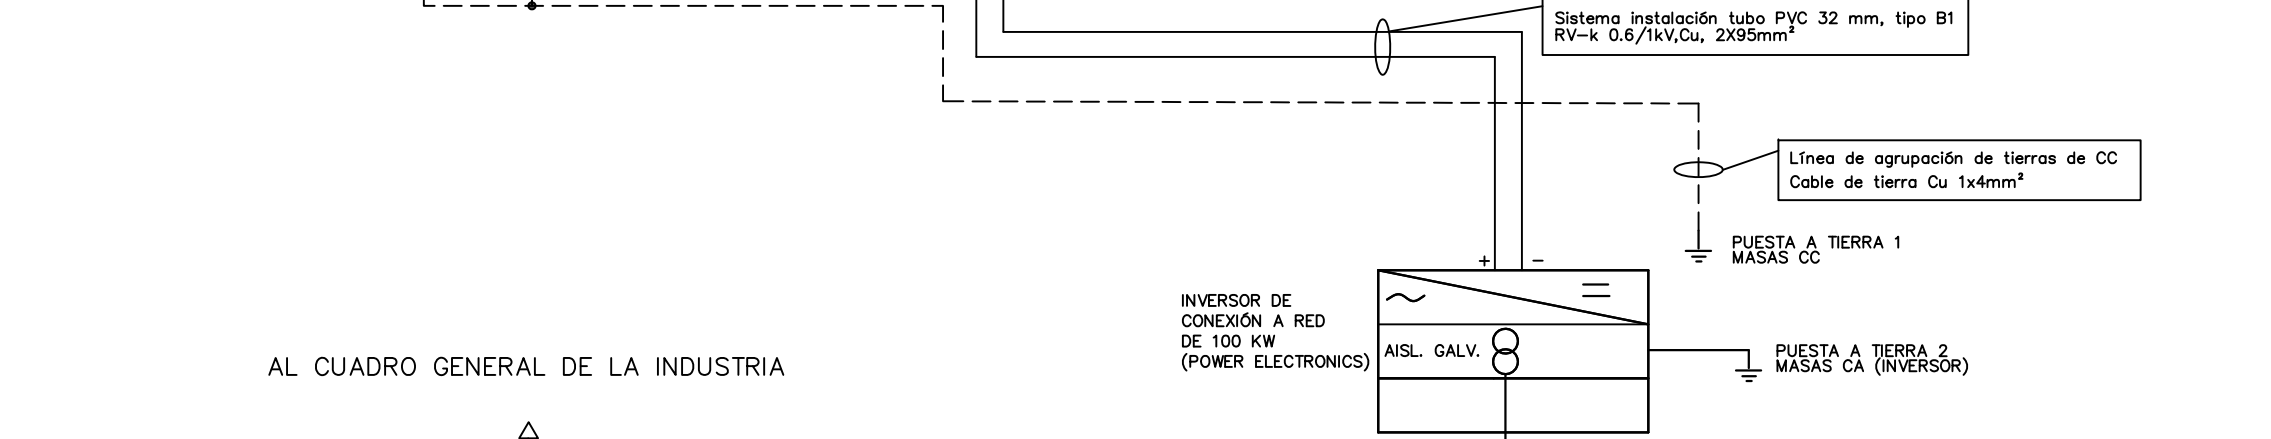 Sistema instalación tubo PVC 32 mm, tipo B1
RV-k 0.6/1kV,Cu, 2X95mm²
Línea de agrupación de tierras de CC
Cable de tierra Cu 1x4mm²
PUESTA A TIERRA 1
MASAS CC
+ −
INVERSOR DE
CONEXIÓN A RED
DE 100 KW
(POWER ELECTRONICS)
AISL. GALV.
PUESTA A TIERRA 2
MASAS CA (INVERSOR)
AL CUADRO GENERAL DE LA INDUSTRIA